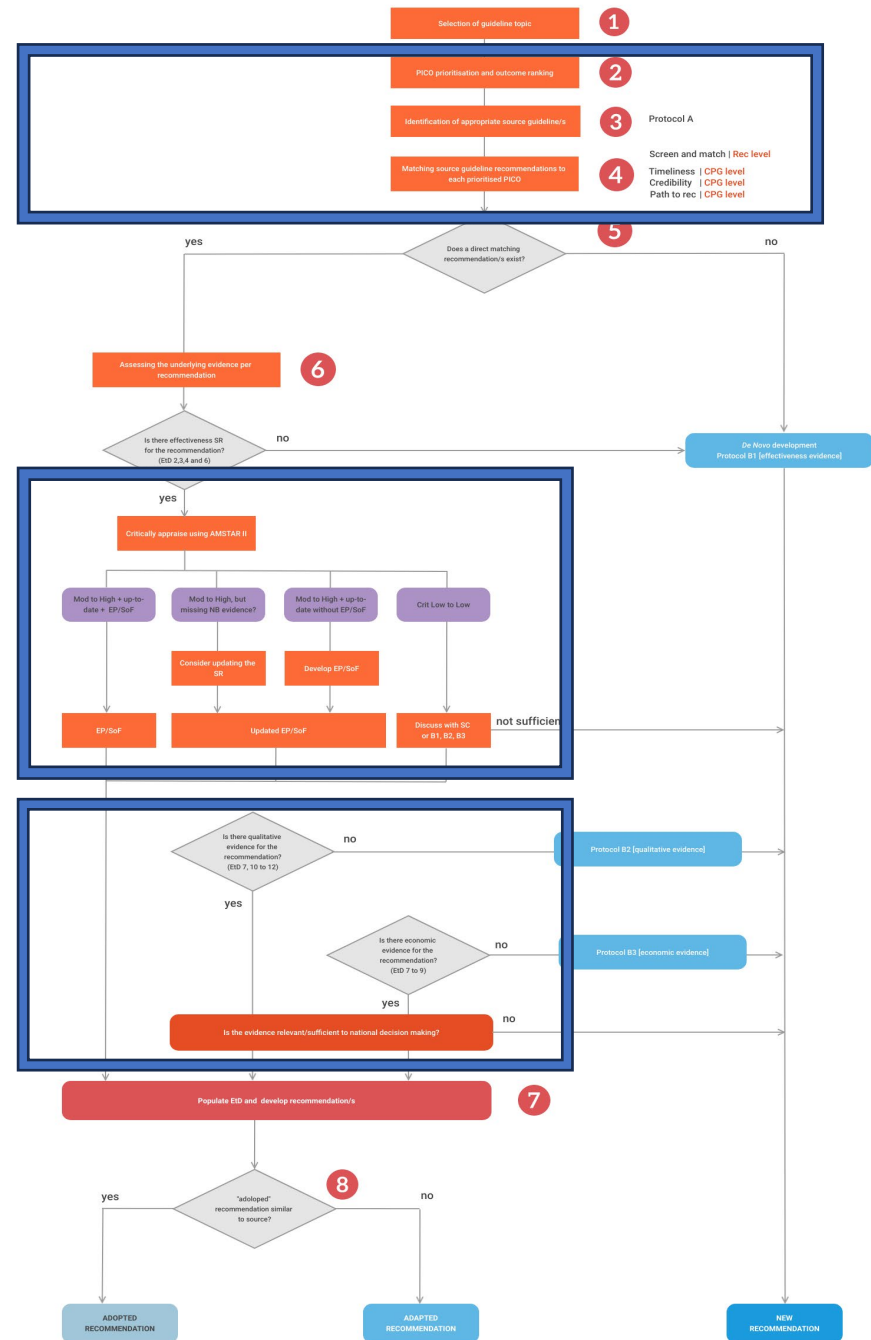 Selection of guideline topic
1
PICO prioritisation and outcome ranking
2
Identification of appropriate source guideline/s
3
Protocol A
Matching source guideline recommendations to
each prioritised PICO
4
Screen and match | Rec level
Timeliness | CPG level
Credibility | CPG level
Path to rec | CPG level
5
yes
Does a direct matching
recommendation/s exist?
no
Assessing the underlying evidence per
recommendation
6
Is there effectiveness SR
for the recommendation?
(EtD 2,3,4 and 6)
no
De Novo development
Protocol B1 [effectiveness evidence]
yes
Critically appraise using AMSTAR II
Mod to High + up-to-
date + EP/SoF
Mod to High, but
missing NB evidence?
Mod to High + up-to-
date without EP/SoF
Crit Low to Low
Consider updating the
SR
Develop EP/SoF
EP/SoF
Updated EP/SoF
Discuss with SC
or B1, B2, B3
not sufficien
Is there qualitative
evidence for the
recommendation?
(EtD 7, 10 to 12)
no
Protocol B2 [qualitative evidence]
yes
Is there economic
evidence for the
recommendation?
(EtD 7 to 9)
no
Protocol B3 [economic evidence]
yes
Is the evidence relevant/sufficient to national decision making?
no
Populate EtD and develop recommendation/s
7
8
yes
"adoloped"
recommendation similar
to source?
no
ADOPTED
RECOMMENDATION
ADAPTED
RECOMMENDATION
NEW
RECOMMENDATION